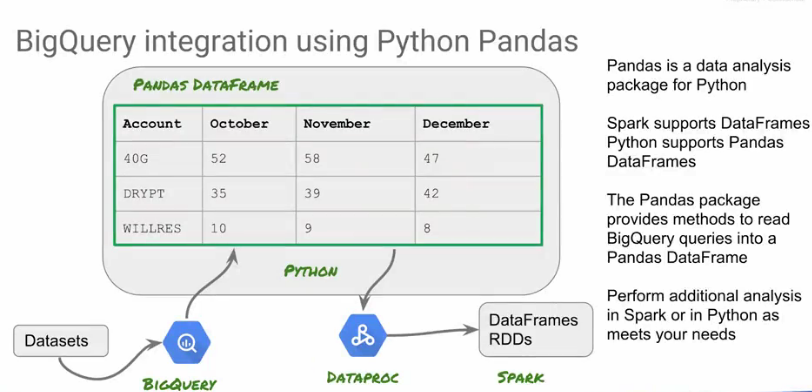 BigQuery integration using Python Pandas
PANDAS DATAFRAME
Account October November December
40G 52 58 47
DRYPT 35 39 42
WILLRES 10 9 8
PYTHON
Datasets
BIGQUERY
DATAPROC
DataFrames
RDDs
SPARK
Pandas is a data analysis
package for Python
Spark supports DataFrames
Python supports Pandas
DataFrames
The Pandas package
provides methods to read
BigQuery queries into a
Pandas DataFrame
Perform additional analysis
in Spark or in Python as
meets your needs